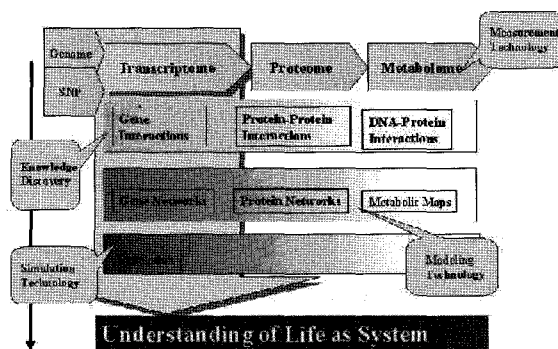 Measurement
Technology
Genome
SNP
Transcriptome
Proteome
Metabolome
Gene
Interactions
Protein-Protein
Interactions
DNA-Protein
Interactions
Knowledge
Discovery
Gene Networks
Protein Networks
Metabolic Maps
Simulation
Technology
Modeling
Technology
Understanding of Life as System